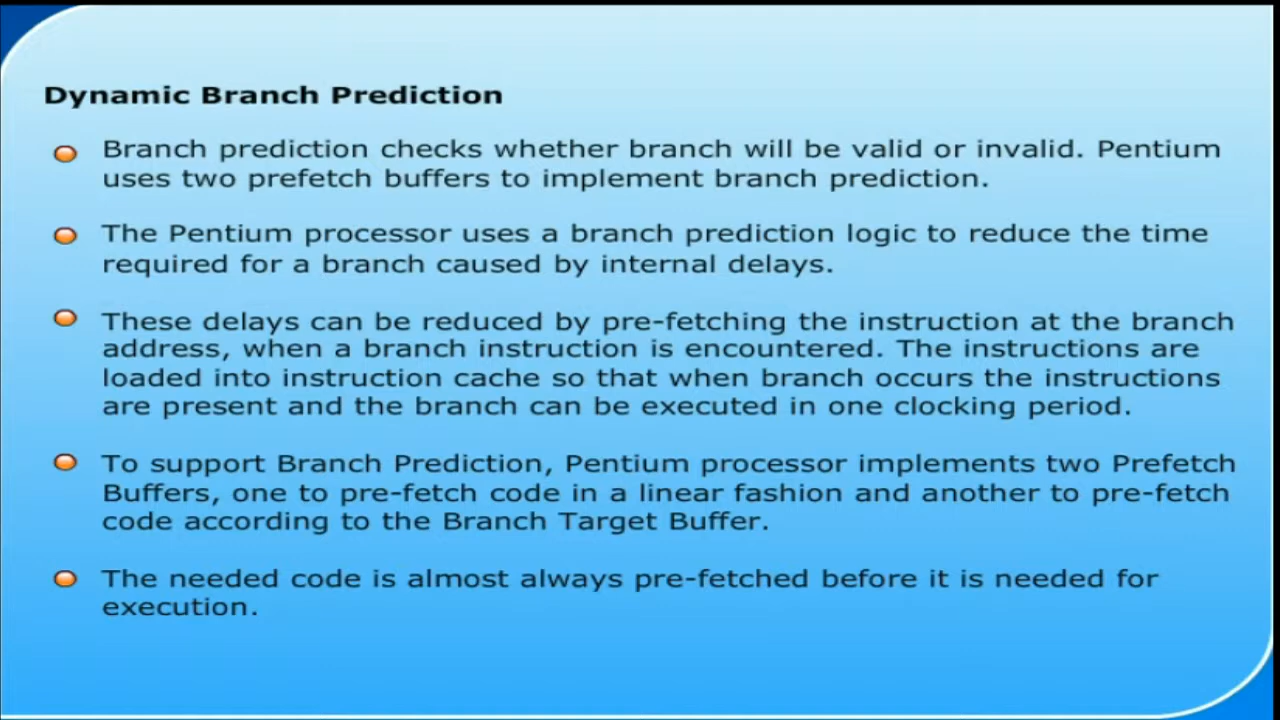 Dynamic Branch Prediction
Branch prediction checks whether branch will be valid or invalid. Pentium
uses two prefetch buffers to implement branch prediction.
The Pentium processor uses a branch prediction logic to reduce the time
required for a branch caused by internal delays.
These delays can be reduced by pre-fetching the instruction at the branch
address, when a branch instruction is encountered. The instructions are
loaded into instruction cache so that when branch occurs the instructions
are present and the branch can be executed in one clocking period.
To support Branch Prediction, Pentium processor implements two Prefetch
Buffers, one to pre-fetch code in a linear fashion and another to pre-fetch
code according to the Branch Target Buffer.
The needed code is almost always pre-fetched before it is needed for
execution.